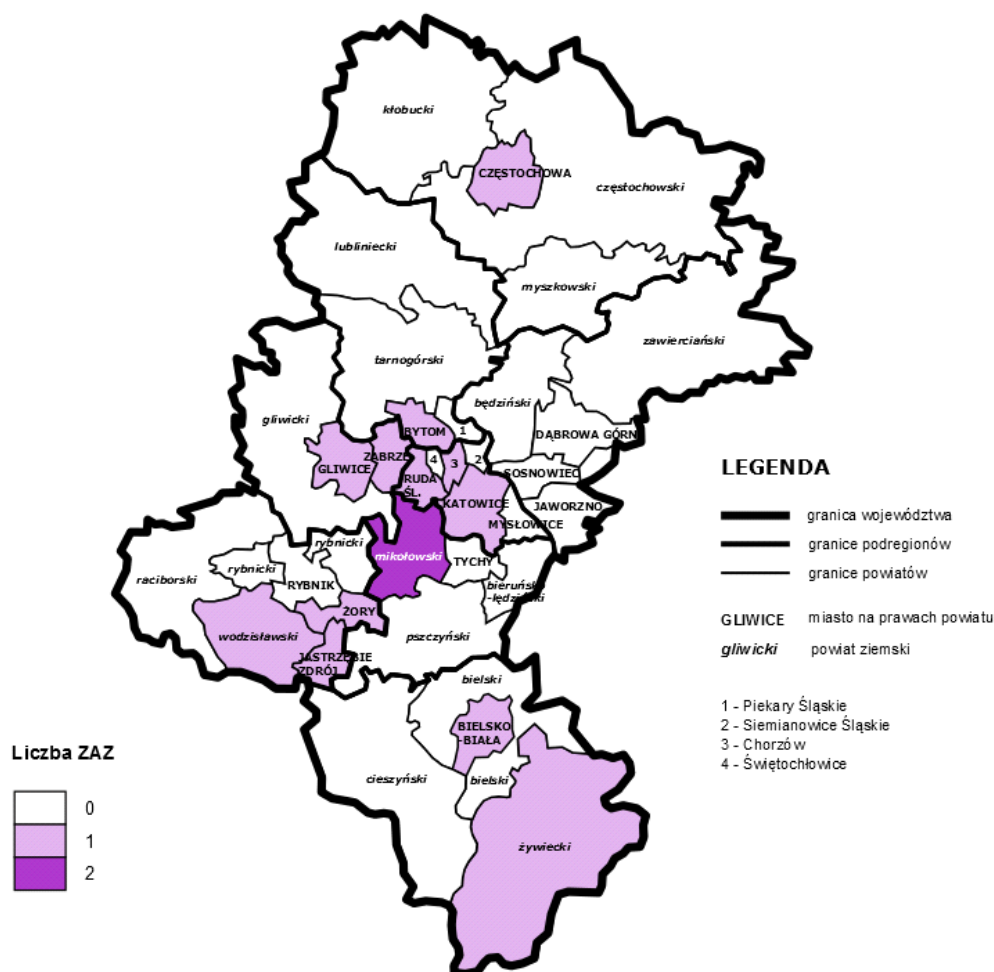 kłobucki
CZĘSTOCHOWA
częstochowski
lubliniecki
myszkowski
zawierciański
tarnogórski
będziński
gliwicki
BYTOM
1
DĄBROWA GÓRN
ZABRZE
4
3
2
GLIWICE
RUDA
ŚL.
SOSNOWIEC
KATOWICE
JAWORZNO
MYSŁOWICE
rybnicki
mikołowski
TYCHY
raciborski
rybnicki
RYBNIK
bieruńsko
-lędziński
ŻORY
wodzisławski
pszczyński
JASTRZĘBIE
ZDRÓJ
bielski
BIELSKO
-BIAŁA
cieszyński
bielski
żywiecki
LEGENDA
granica województwa
granice podregionów
granice powiatów
GLIWICE miasto na prawach powiatu
gliwicki powiat ziemski
1 - Piekary Śląskie
2 - Siemianowice Śląskie
3 - Chorzów
4 - Świętochłowice
Liczba ZAZ
0
1
2